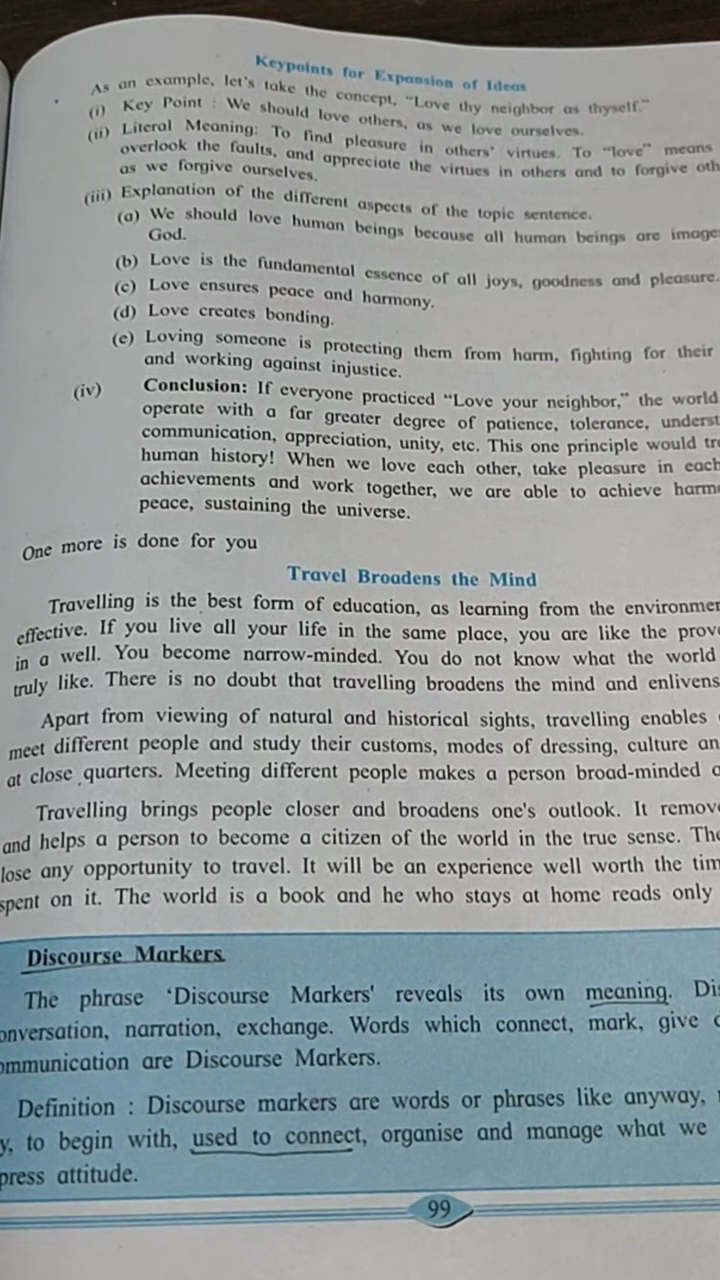 Keypoints for Expansion of Ideas
As an example, let's take the concept, "Love thy neighbor as thyself."
(i) Key Point : We should love others, as we love ourselves.
(ii) Literal Meaning: To find pleasure in others' virtues. To "love" means
overlook the faults, and appreciate the virtues in others and to forgive oth
as we forgive ourselves.
(iii) Explanation of the different aspects of the topic sentence.
(a) We should love human beings because all human beings are image
God.
(b) Love is the fundamental essence of all joys, goodness and pleasure.
(c) Love ensures peace and harmony.
(d) Love creates bonding.
(e) Loving someone is protecting them from harm, fighting for their
and working against injustice.
(iv) Conclusion: If everyone practiced "Love your neighbor," the world
operate with a far greater degree of patience, tolerance, underst
communication, appreciation, unity, etc. This one principle would tr
human history! When we love each other, take pleasure in each
achievements and work together, we are able to achieve harm
peace, sustaining the universe.
One more is done for you
Travel Broadens the Mind
Travelling is the best form of education, as learning from the environmen
effective. If you live all your life in the same place, you are like the prove
in a well. You become narrow-minded. You do not know what the world
truly like. There is no doubt that travelling broadens the mind and enlivens
Apart from viewing of natural and historical sights, travelling enables
meet different people and study their customs, modes of dressing, culture an
at close quarters. Meeting different people makes a person broad-minded
Travelling brings people closer and broadens one's outlook. It remov
and helps a person to become a citizen of the world in the true sense. The
lose any opportunity to travel. It will be an experience well worth the tim
spent on it. The world is a book and he who stays at home reads only
Discourse Markers
The phrase 'Discourse Markers' reveals its own meaning. Dis
onversation, narration, exchange. Words which connect, mark, give
ommunication are Discourse Markers.
Definition : Discourse markers are words or phrases like anyway,
y, to begin with, used to connect, organise and manage what we
press attitude.
99